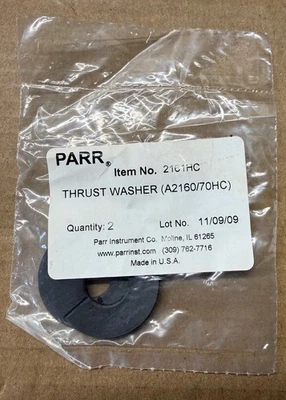 PARR® Item No. 2161HC
THRUST WASHER (A2160/70HC)
Quantity: 2 Lot No. 11/09/09
Parr Instrument Co. Moline, IL 61265
www.parrinst.com (309) 762-7716
Made in U.S.A.